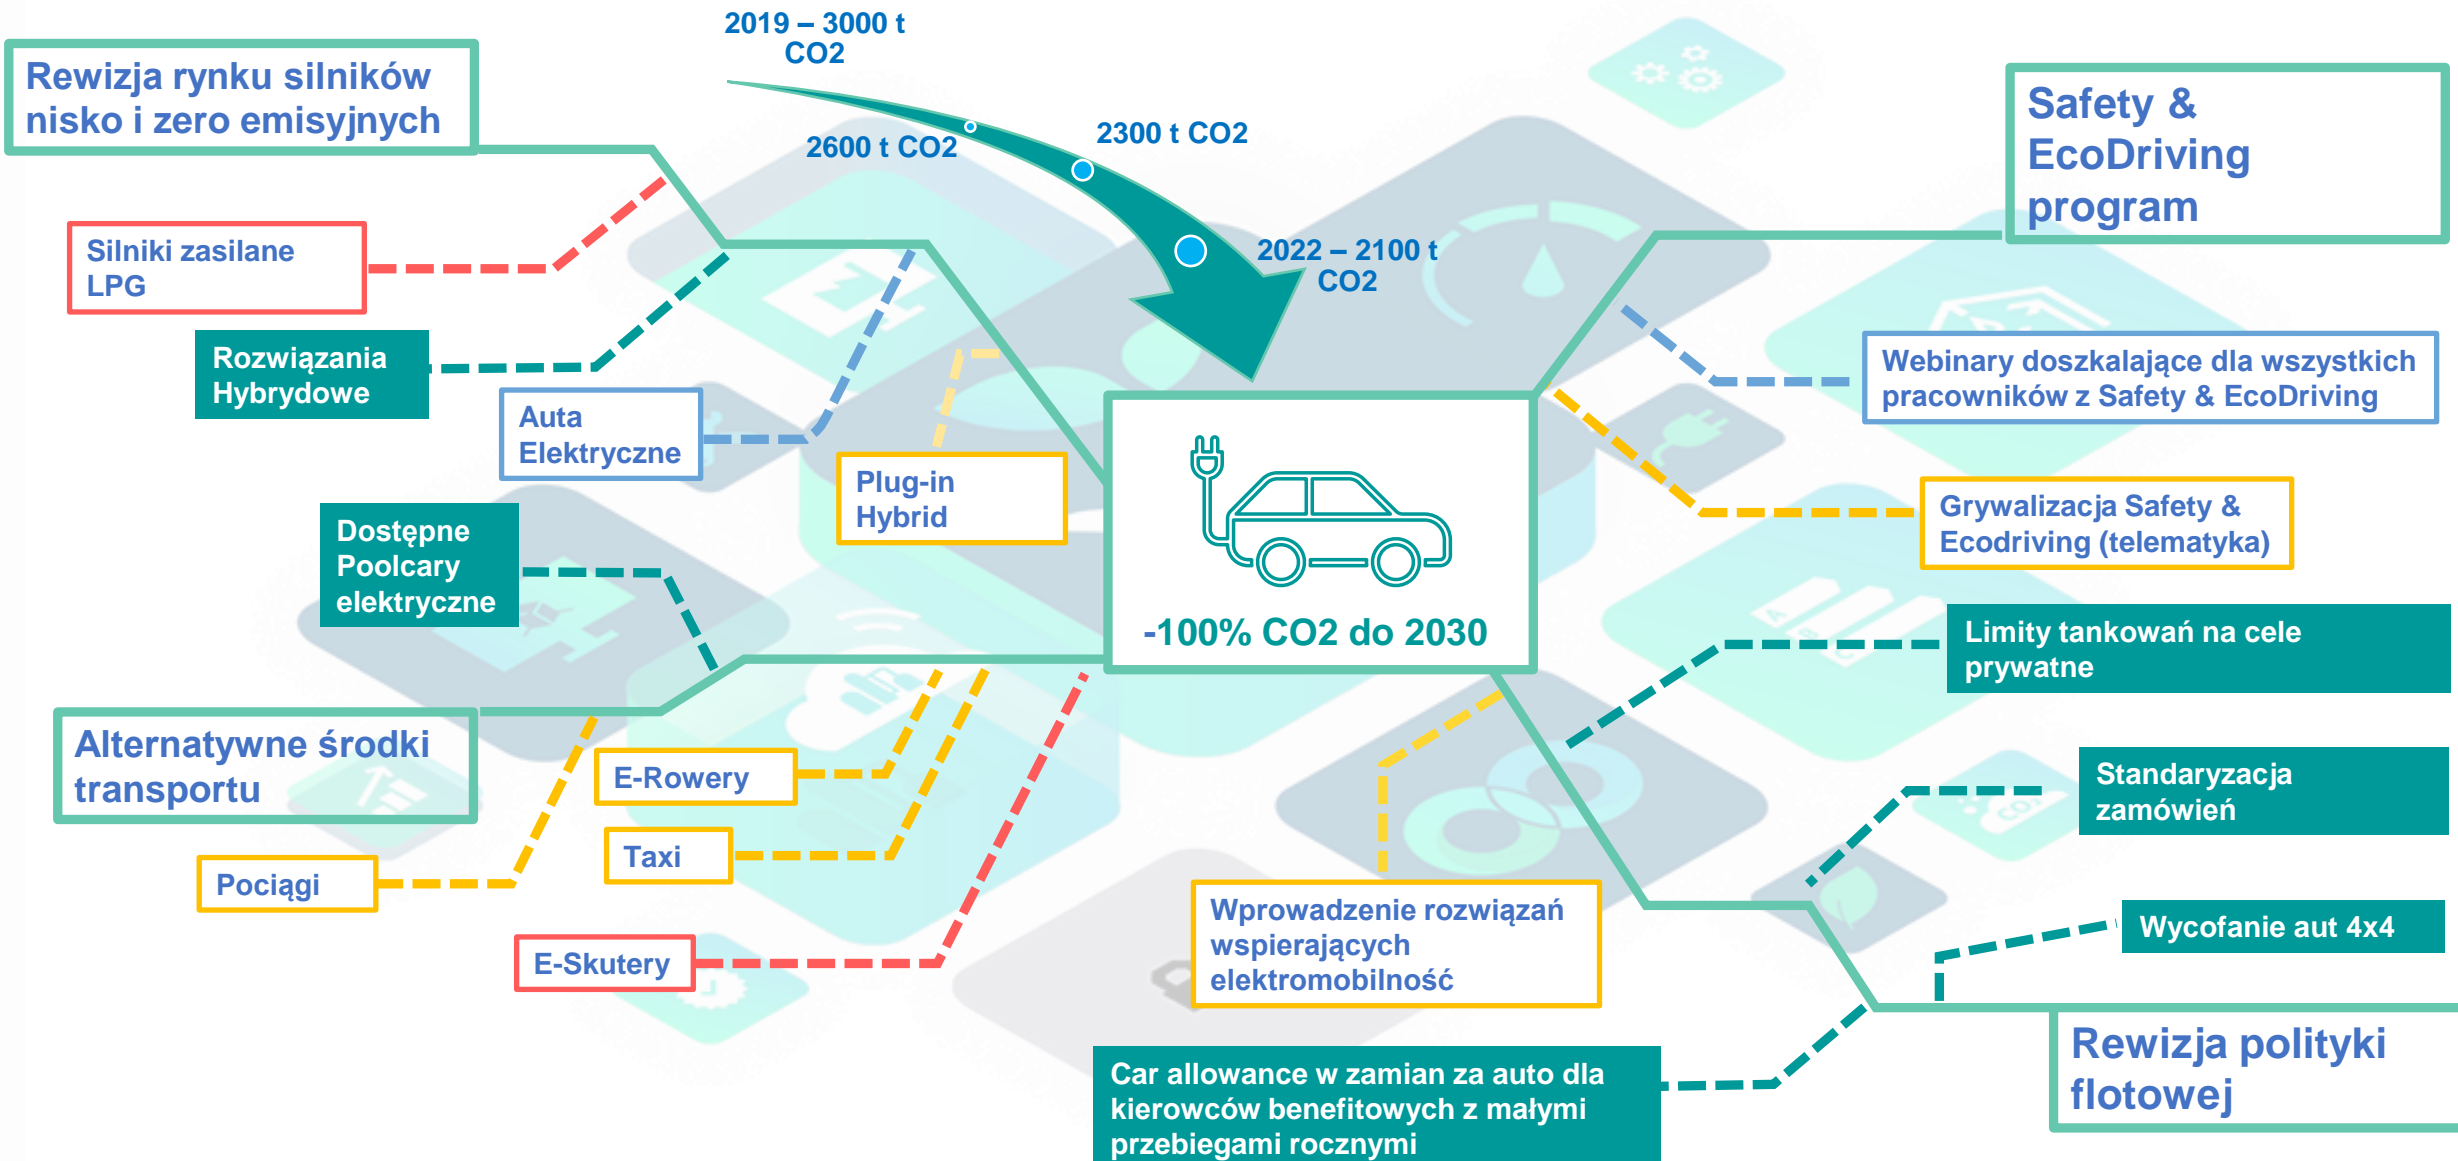 2019 – 3000 t
CO2
2600 t CO2
2300 t CO2
2022 – 2100 t
CO2
Rewizja rynku silników
nisko i zero emisyjnych
Silniki zasilane
LPG
Rozwiązania
Hybrydowe
Auta
Elektryczne
Plug-in
Hybrid
Safety &
EcoDriving
program
Webinary doszkalające dla wszystkich
pracowników z Safety & EcoDriving
Grywalizacja Safety &
Ecodriving (telematyka)
-100% CO2 do 2030
Dostępne
Poolcary
elektryczne
Alternatywne środki
transportu
E-Rowery
Taxi
Pociągi
E-Skutery
Limity tankowań na cele
prywatne
Standaryzacja
zamówień
Wycofanie aut 4x4
Wprowadzenie rozwiązań
wspierających
elektromobilność
Car allowance w zamian za auto dla
kierowców benefitowych z małymi
przebiegami rocznymi
Rewizja polityki
flotowej